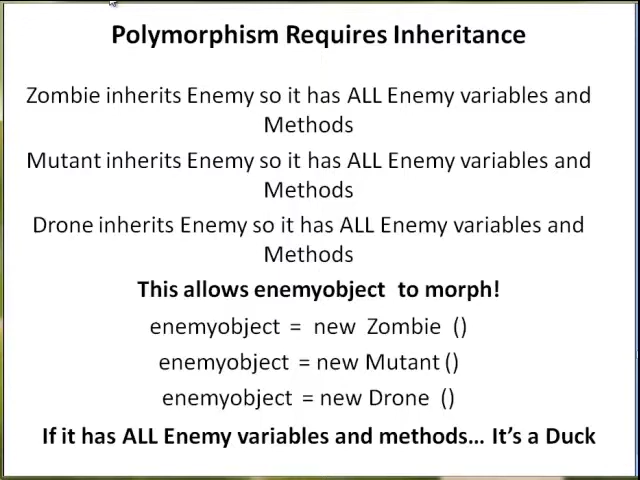 Polymorphism Requires Inheritance
Zombie inherits Enemy so it has ALL Enemy variables and
Methods
Mutant inherits Enemy so it has ALL Enemy variables and
Methods
Drone inherits Enemy so it has ALL Enemy variables and
Methods
This allows enemyobject to morph!
enemyobject = new Zombie ()
enemyobject = new Mutant ()
enemyobject = new Drone ()
If it has ALL Enemy variables and methods... It's a Duck